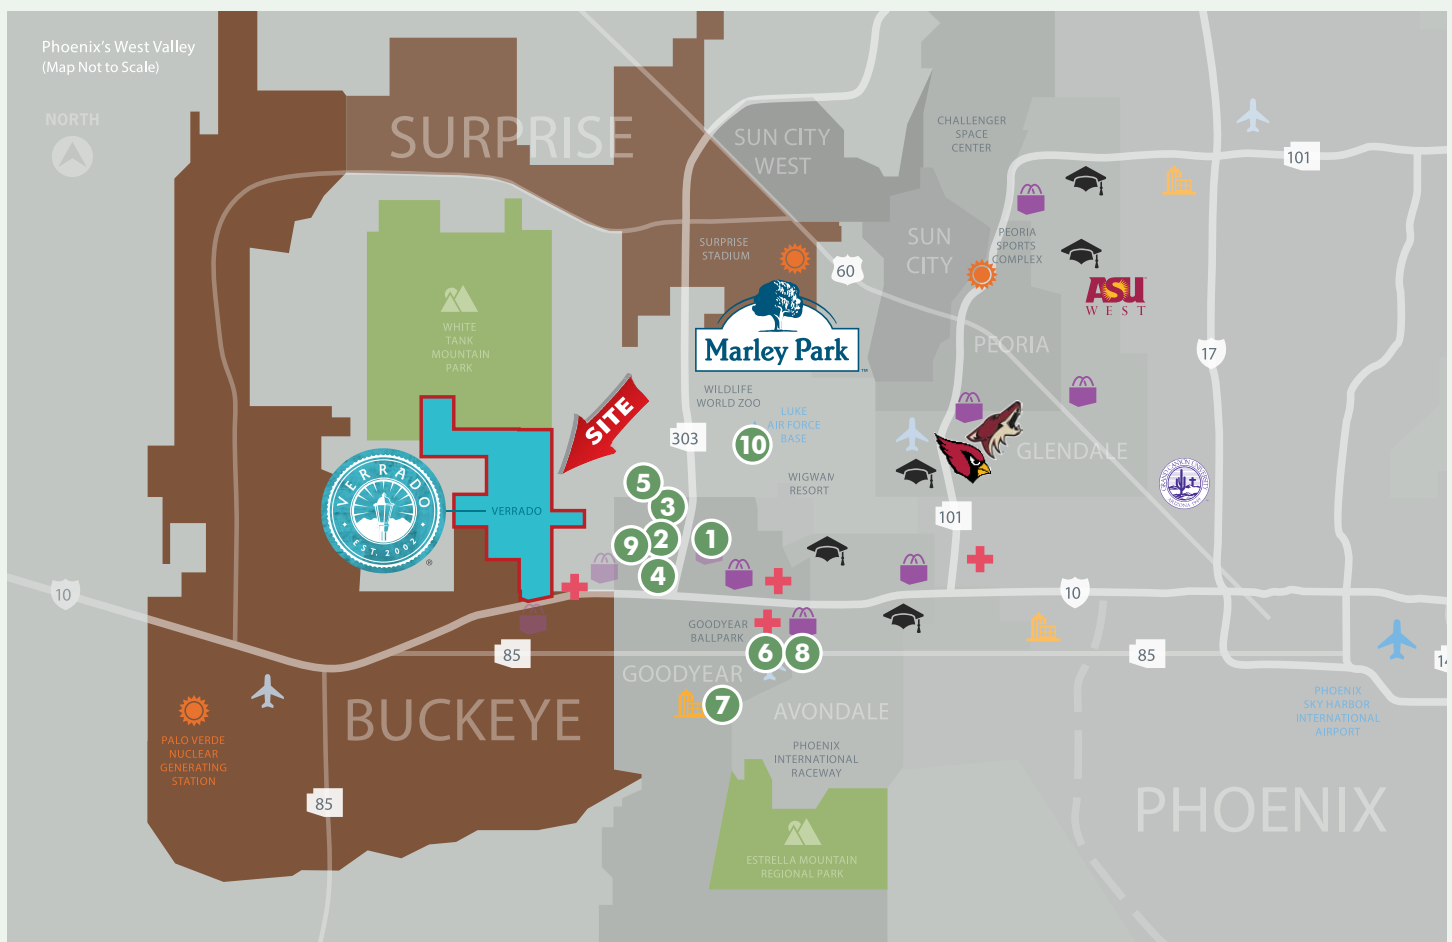 Phoenix's West Valley
(Map Not to Scale)
NORTH
SURPRISE
SUN CITY
WEST
CHALLENGER
SPACE
CENTER
101
SURPRISE
STADIUM
60
SUN
CITY
PEORIA
SPORTS
COMPLEX
ASU
WEST
WHITE
TANK
MOUNTAIN
PARK
Marley Park™
PEORIA
17
WILDLIFE
WORLD ZOO
LUKE
AIR FORCE
BASE
SITE
303
10
GLENDALE
WIGWAM
RESORT
5
3
VERRADO
EST. 2002
®
VERRADO
101
9
2
1
4
10
10
GOODYEAR
BALLPARK
85
6
8
85
14
GOODYEAR
7
AVONDALE
BUCKEYE
PHOENIX
SKY HARBOR
INTERNATIONAL
AIRPORT
PALO VERDE
NUCLEAR
GENERATING
STATION
PHOENIX
INTERNATIONAL
RACEWAY
85
PHOENIX
ESTRELLA MOUNTAIN
REGIONAL PARK